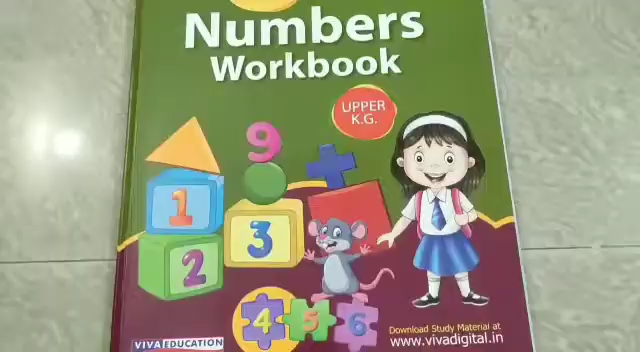 Numbers
Workbook
UPPER
K.G.
9
1
3
2
4 5 6
Download Study Material at
www.vivadigital.in
VIVA EDUCATION